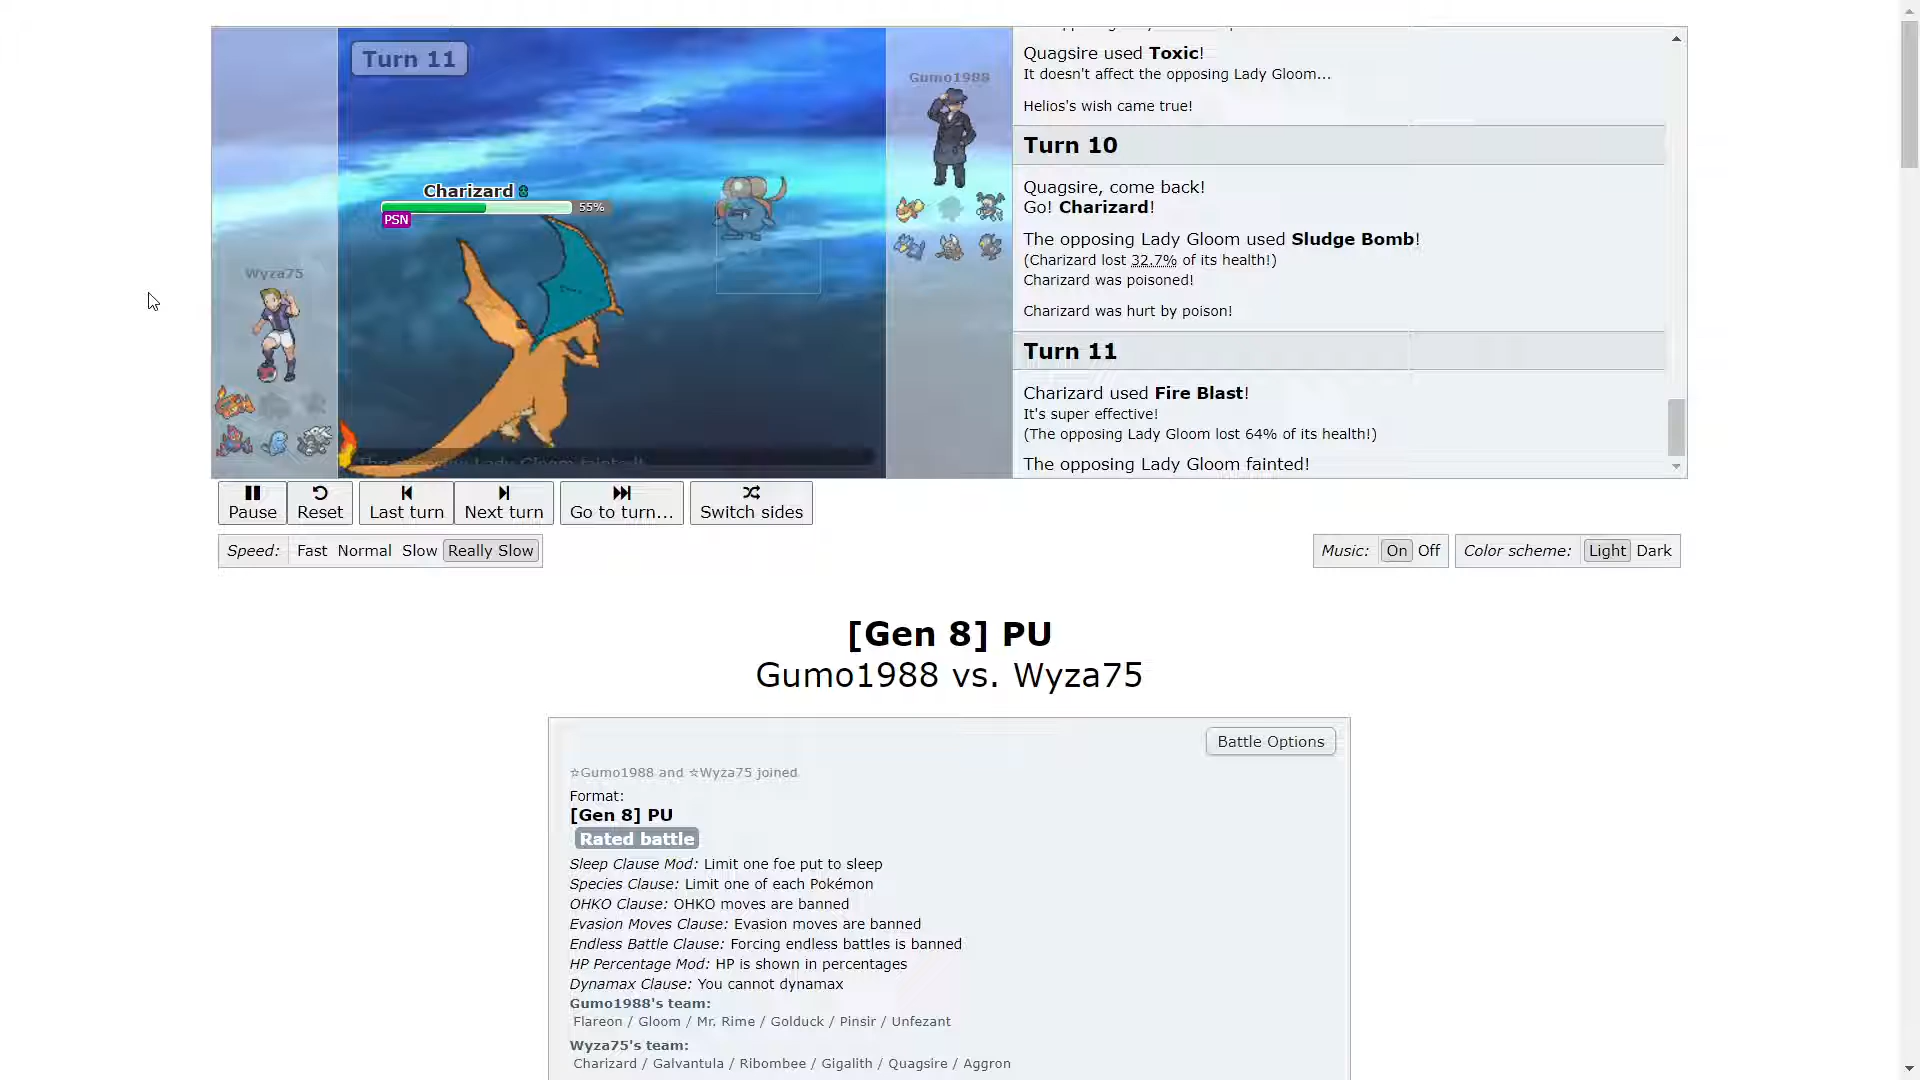 Turn 11
Gumo1988
Charizard
55%
PSN
Wyza75
The opposing Lady Gloom fainted!
Quagsire used Toxic!
It doesn't affect the opposing Lady Gloom...
Helios's wish came true!
Turn 10
Quagsire, come back!
Go! Charizard!
The opposing Lady Gloom used Sludge Bomb!
(Charizard lost 32.7% of its health!)
Charizard was poisoned!
Charizard was hurt by poison!
Turn 11
Charizard used Fire Blast!
It's super effective!
(The opposing Lady Gloom lost 64% of its health!)
The opposing Lady Gloom fainted!
Pause Reset Last turn Next turn Go to turn... Switch sides
Speed: Fast Normal Slow Really Slow Music: On Off Color scheme: Light Dark
[Gen 8] PU
Gumo1988 vs. Wyza75
Battle Options
☆Gumo1988 and ☆Wyza75 joined
Format:
[Gen 8] PU
Rated battle
Sleep Clause Mod: Limit one foe put to sleep
Species Clause: Limit one of each Pokémon
OHKO Clause: OHKO moves are banned
Evasion Moves Clause: Evasion moves are banned
Endless Battle Clause: Forcing endless battles is banned
HP Percentage Mod: HP is shown in percentages
Dynamax Clause: You cannot dynamax
Gumo1988's team:
Flareon / Gloom / Mr. Rime / Golduck / Pinsir / Unfezant
Wyza75's team:
Charizard / Galvantula / Ribombee / Gigalith / Quagsire / Aggron